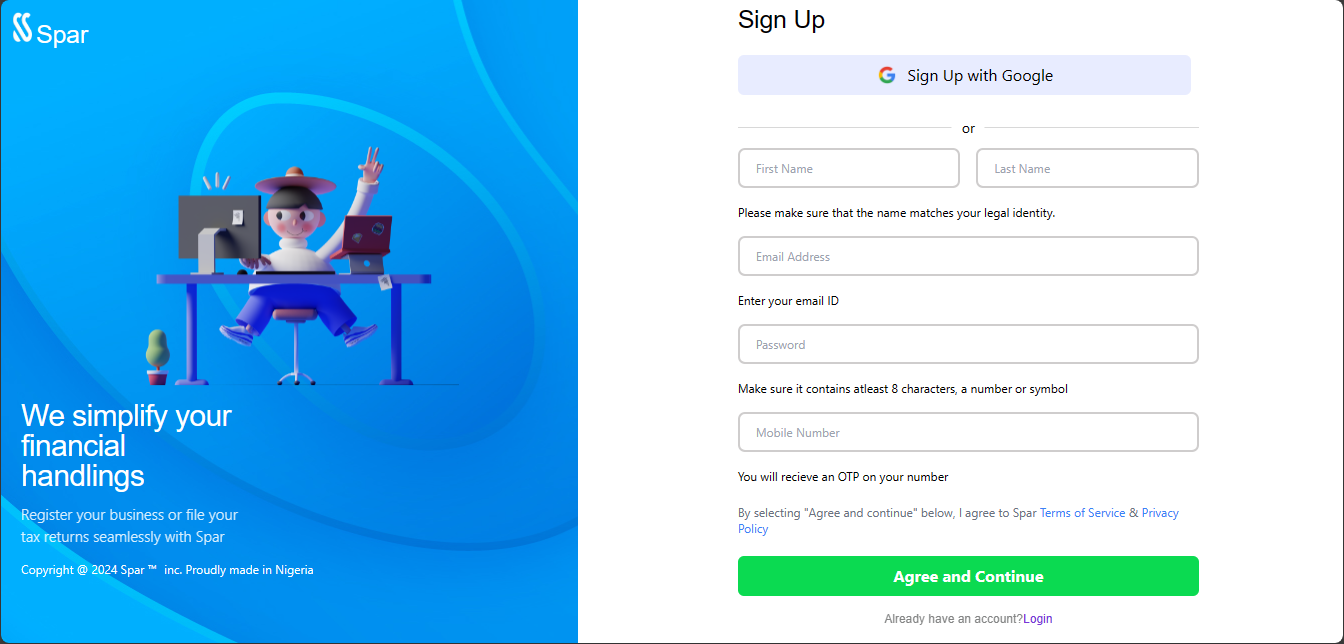 Spar
We simplify your
financial
handlings
Register your business or file your
tax returns seamlessly with Spar
Copyright @ 2024 Spar ™ inc. Proudly made in Nigeria
Sign Up
Sign Up with Google
or
First Name
Last Name
Please make sure that the name matches your legal identity.
Email Address
Enter your email ID
Password
Make sure it contains atleast 8 characters, a number or symbol
Mobile Number
You will recieve an OTP on your number
By selecting "Agree and continue" below, I agree to Spar Terms of Service & Privacy
Policy
Agree and Continue
Already have an account?Login